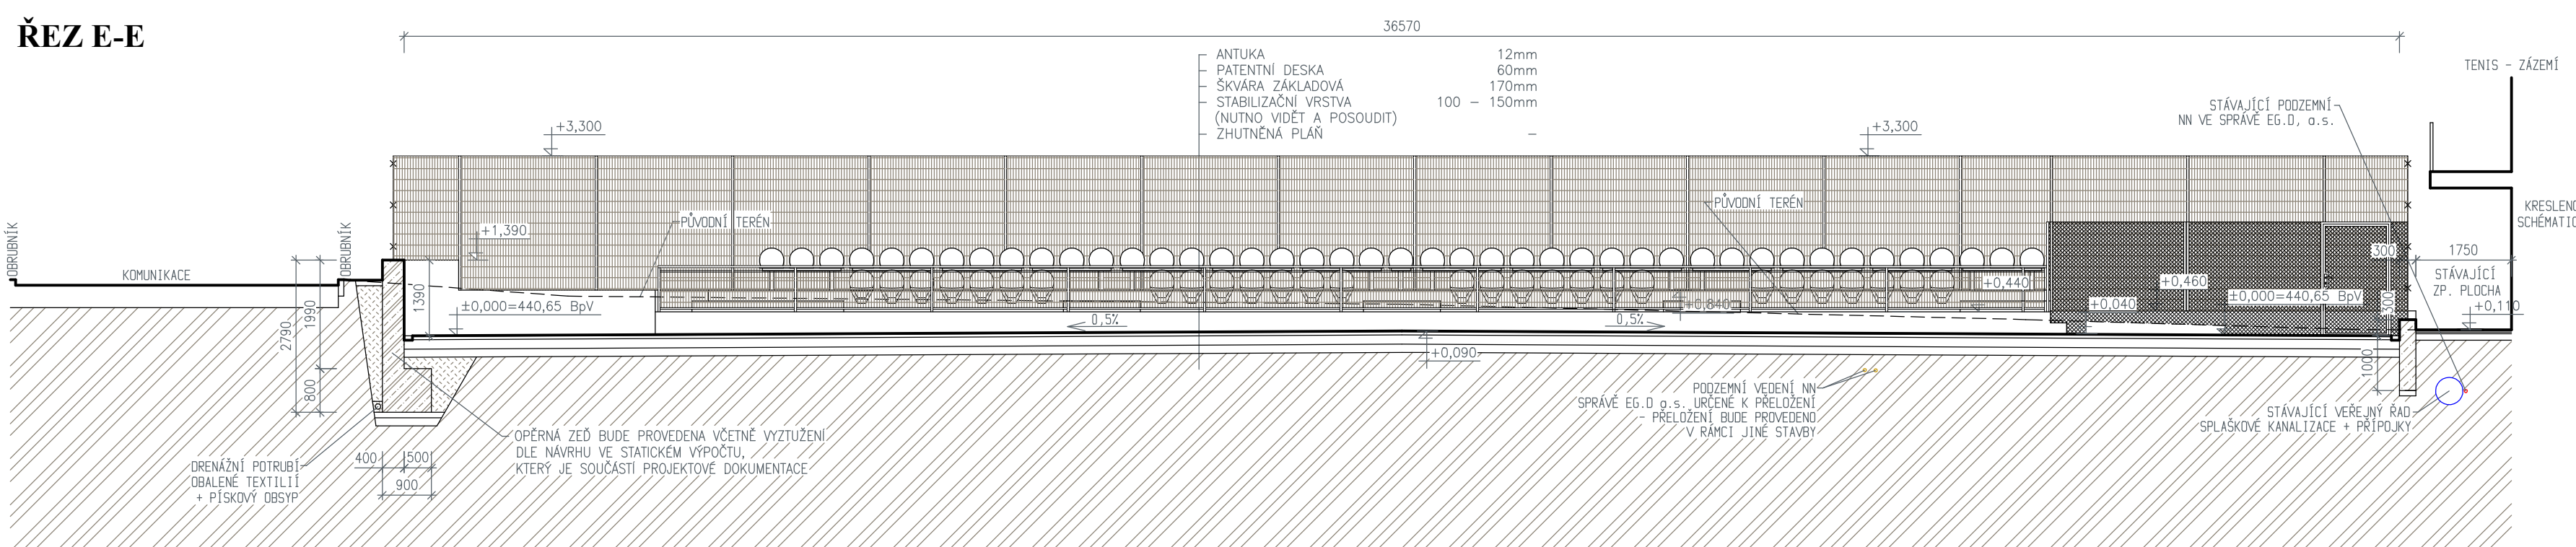 ŘEZ E-E
36570
ANTUKA 12mm
PATENTNÍ DESKA 60mm
ŠKVÁRA ZÁKLADOVÁ 170mm
STABILIZAČNÍ VRSTVA 100 - 150mm
(NUTNO VIDĚT A POSOUDIT)
ZHUTNĚNÁ PLÁŇ -
TENIS - ZÁZEMÍ
STÁVAJÍCÍ PODZEMNÍ
NN VE SPRÁVĚ EG.D, a.s.
+3,300
+3,300
PŮVODNÍ TERÉN
PŮVODNÍ TERÉN
KRESLENO
SCHÉMATIC
OBRUBNÍK
OBRUBNÍK
KOMUNIKACE
+1,390
1390
±0,000=440,65 BpV
2790
1990
800
0,5%
0,5%
+0,840
+0,440
+0,040
+0,460
±0,000=440,65 BpV
300
300
1750
STÁVAJÍCÍ
ZP. PLOCHA
+0,110
+0,090
1000
PODZEMNÍ VEDENÍ NN
SPRÁVĚ EG.D a.s. URČENÉ K PŘELOŽENÍ
- PŘELOŽENÍ BUDE PROVEDENO
V RÁMCI JINÉ STAVBY
STÁVAJÍCÍ VEŘEJNÝ ŘAD
SPLAŠKOVÉ KANALIZACE + PŘÍPOJKY
OPĚRNÁ ZEĎ BUDE PROVEDENA VČETNĚ VYZTUŽENÍ
DLE NÁVRHU VE STATICKÉM VÝPOČTU,
KTERÝ JE SOUČÁSTÍ PROJEKTOVÉ DOKUMENTACE
DRENÁŽNÍ POTRUBÍ
OBALENÉ TEXTILIÍ
+ PÍSKOVÝ OBSYP
400
500
900